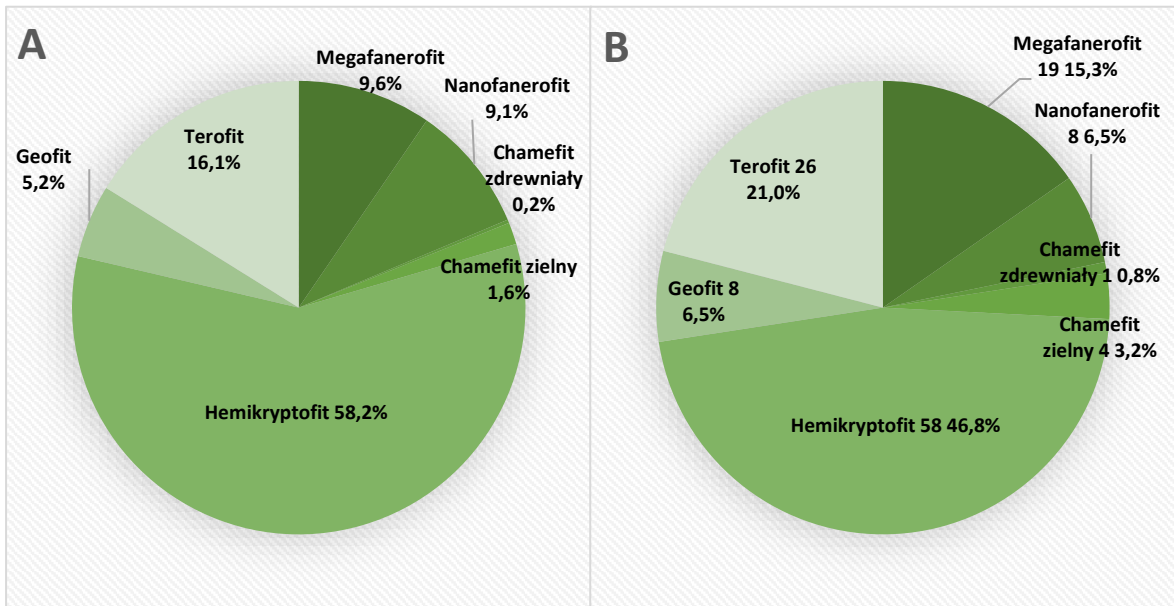 A
Megafanerofit
9,6%
Nanofanerofit
9,1%
Chamefit
zdrewniały
0,2%
Chamefit zielny
1,6%
Hemikryptofit 58,2%
Geofit
5,2%
Terofit
16,1%
B
Megafanerofit
19 15,3%
Nanofanerofit
8 6,5%
Chamefit
zdrewniały 1 0,8%
Chamefit
zielny 4 3,2%
Hemikryptofit 58 46,8%
Geofit 8
6,5%
Terofit 26
21,0%